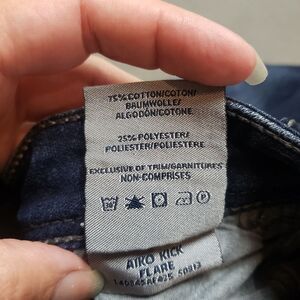 75% COTTON/COTON/
BAUMWOLLE/
ALGODÓN/COTONE
25% POLYESTER/
POLIESTER/POLIESTERE
EXCLUSIVE OF TRIM/GARNITURES
NON-COMPRISES
AIKO KICK
FLARE